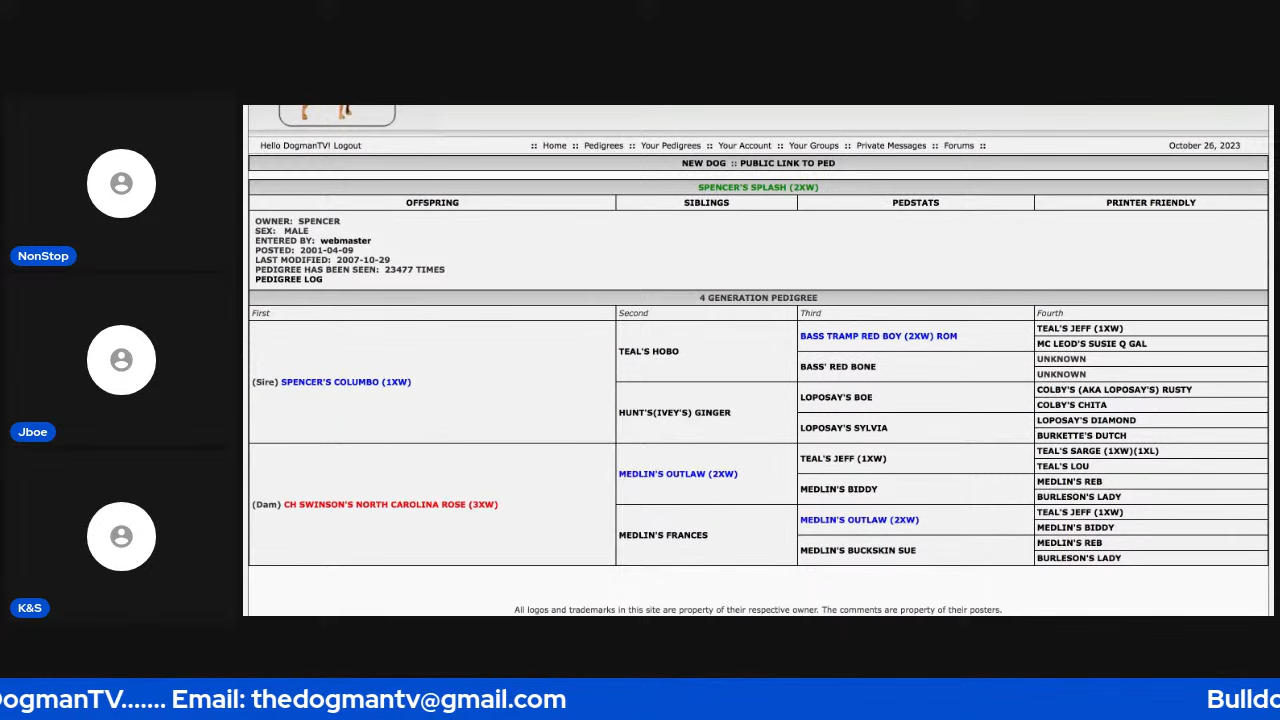 Hello DogmanTV! Logout
:: Home :: Pedigrees :: Your Pedigrees :: Your Account :: Your Groups :: Private Messages :: Forums ::
October 26, 2023
NEW DOG :: PUBLIC LINK TO PED
SPENCER'S SPLASH (2XW)
OFFSPRING
SIBLINGS
PEDSTATS
PRINTER FRIENDLY
OWNER: SPENCER
SEX: MALE
ENTERED BY: webmaster
POSTED: 2001-04-09
LAST MODIFIED: 2007-10-29
PEDIGREE HAS BEEN SEEN: 23477 TIMES
PEDIGREE LOG
4 GENERATION PEDIGREE
First
Second
Third
Fourth
(Sire) SPENCER'S COLUMBO (1XW)
TEAL'S HOBO
BASS TRAMP RED BOY (2XW) ROM
TEAL'S JEFF (1XW)
MC LEOD'S SUSIE Q GAL
BASS' RED BONE
UNKNOWN
UNKNOWN
HUNT'S(IVEY'S) GINGER
LOPOSAY'S BOE
COLBY'S (AKA LOPOSAY'S) RUSTY
COLBY'S CHITA
LOPOSAY'S SYLVIA
LOPOSAY'S DIAMOND
BURKETTE'S DUTCH
(Dam) CH SWINSON'S NORTH CAROLINA ROSE (3XW)
MEDLIN'S OUTLAW (2XW)
TEAL'S JEFF (1XW)
TEAL'S SARGE (1XW)(1XL)
TEAL'S LOU
MEDLIN'S BIDDY
MEDLIN'S REB
BURLESON'S LADY
MEDLIN'S FRANCES
MEDLIN'S OUTLAW (2XW)
TEAL'S JEFF (1XW)
MEDLIN'S BIDDY
MEDLIN'S BUCKSKIN SUE
MEDLIN'S REB
BURLESON'S LADY
All logos and trademarks in this site are property of their respective owner. The comments are property of their posters.
NonStop
Jboe
K&S
DogmanTV....... Email: thedogmantv@gmail.com
Bulldo